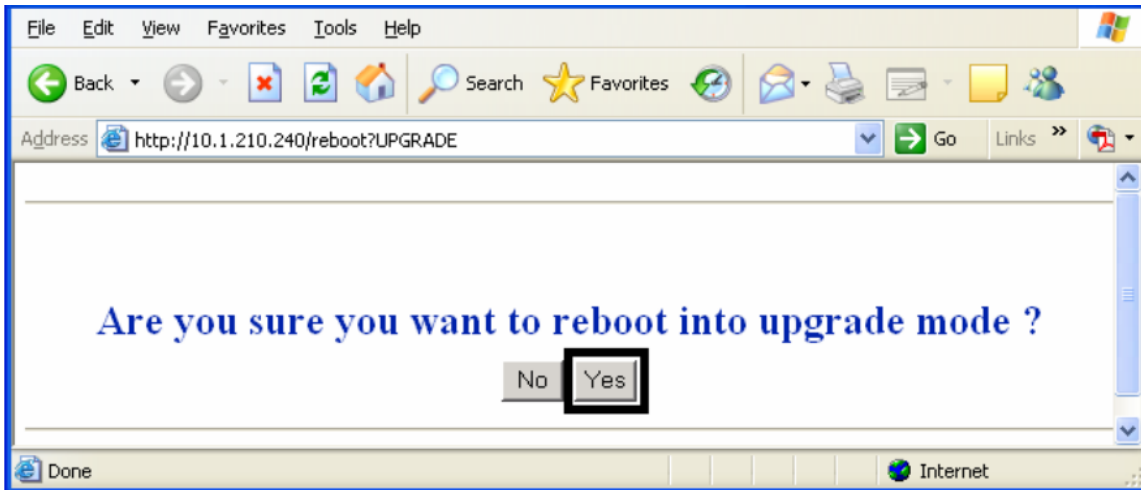 File Edit View Favorites Tools Help
Back Search Favorites
Address http://10.1.210.240/reboot?UPGRADE Go Links »
Are you sure you want to reboot into upgrade mode ?
No Yes
Done Internet